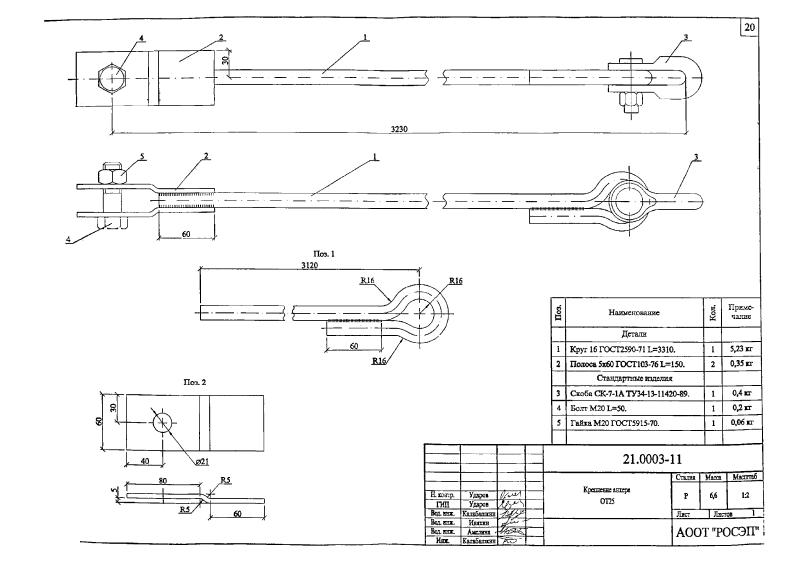 20
4
2
30
1
3
3230
5
2
1
3
4
60
Поз. 1
3120
R16
R16
60
R16
Поз. 2
60
30
40
⌀21
80
R5
5
R5
60
Поз. Наименование Кол. Примечание
Детали
1 Круг 16 ГОСТ2590-71 L=3310. 1 5,23 кг
2 Полоса 5х60 ГОСТ103-76 L=150. 2 0,35 кг
Стандартные изделия
3 Скоба СК-7-1А ТУ34-13-11420-89. 1 0,4 кг
4 Болт М20 L=50. 1 0,2 кг
5 Гайка М20 ГОСТ5915-70. 1 0,06 кг
21.0003-11
Крепление анкера
ОТ25
Стадия Масса Масштаб
Р 6,6 1:2
Лист Листов 1
АООТ "РОСЭП"
Н. контр. Ударов
ГИП Ударов
Вед. инж. Калабашкин
Вед. инж.
Вед. инж. Амелина
Инж. Калабашкин